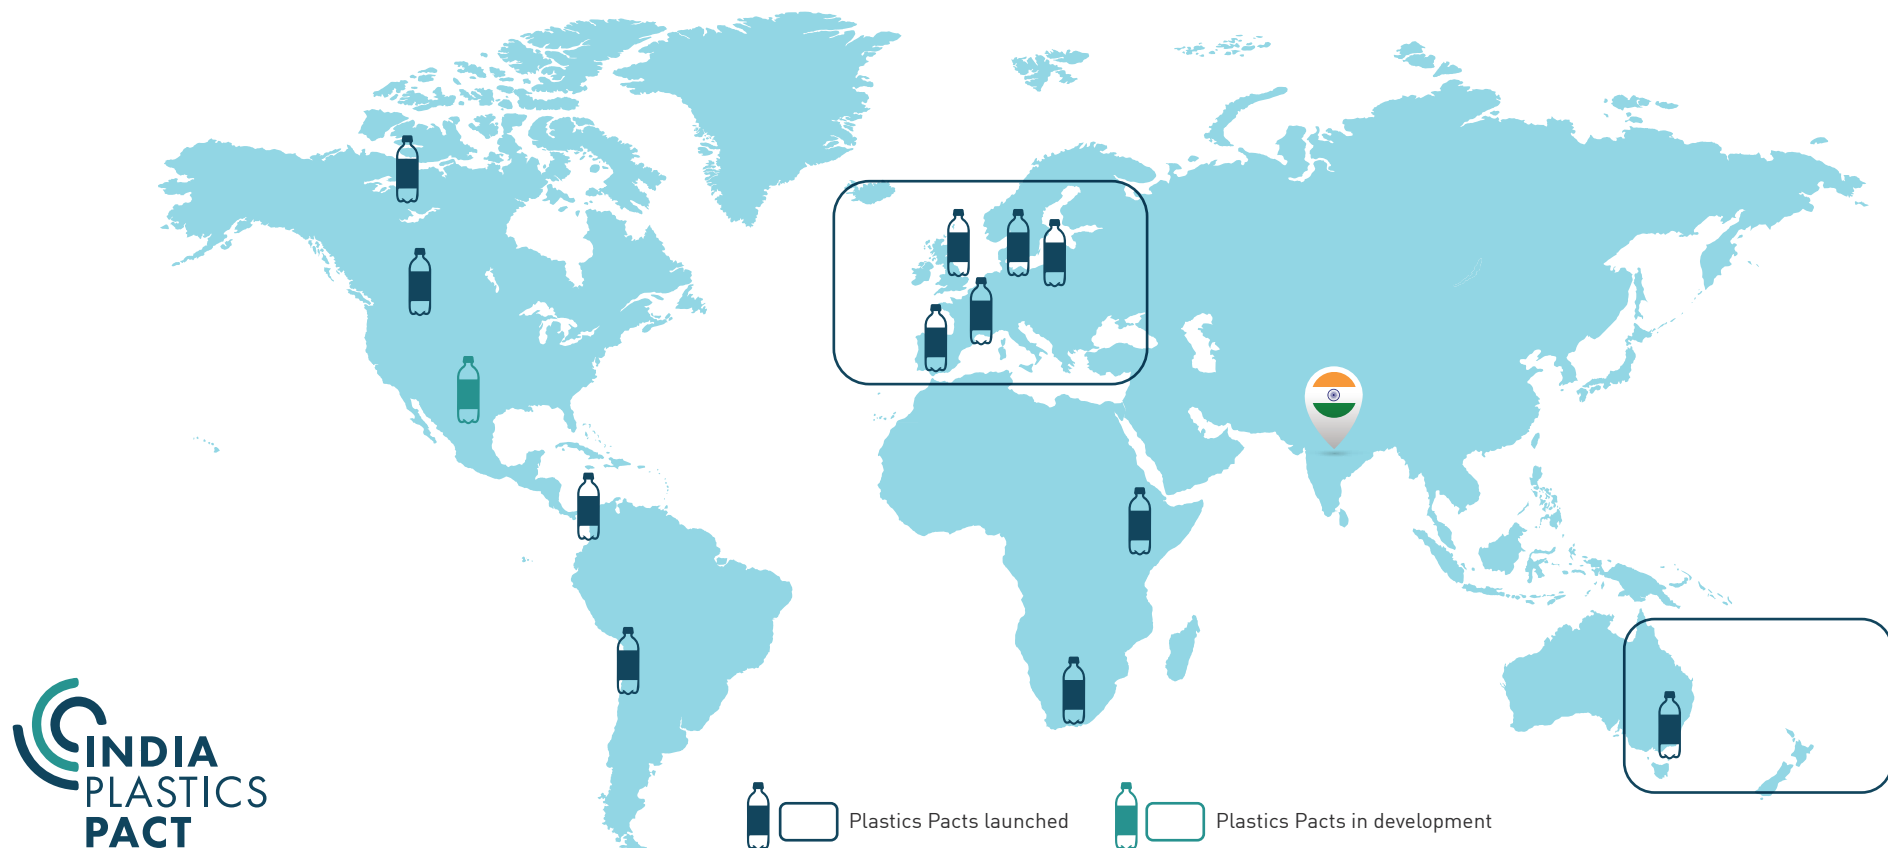 INDIA
PLASTICS
PACT
Plastics Pacts launched
Plastics Pacts in development